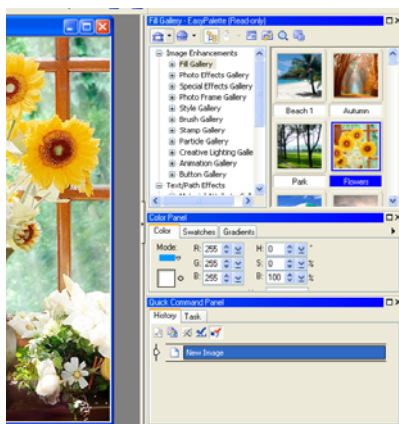 Fill Gallery - EasyPalette (Read-only)
Image Enhancements
Fill Gallery
Photo Effects Gallery
Special Effects Gallery
Photo Frame Gallery
Style Gallery
Brush Gallery
Stamp Gallery
Particle Gallery
Creative Lighting Galle
Animation Gallery
Button Gallery
Text/Path Effects
Beach 1
Autumn
Park
Flowers
Color Panel
Color Swatches Gradients
Mode: R: 255 H: 0 °
G: 255 S: 0 %
B: 255 B: 100 %
Quick Command Panel
History Task
New Image